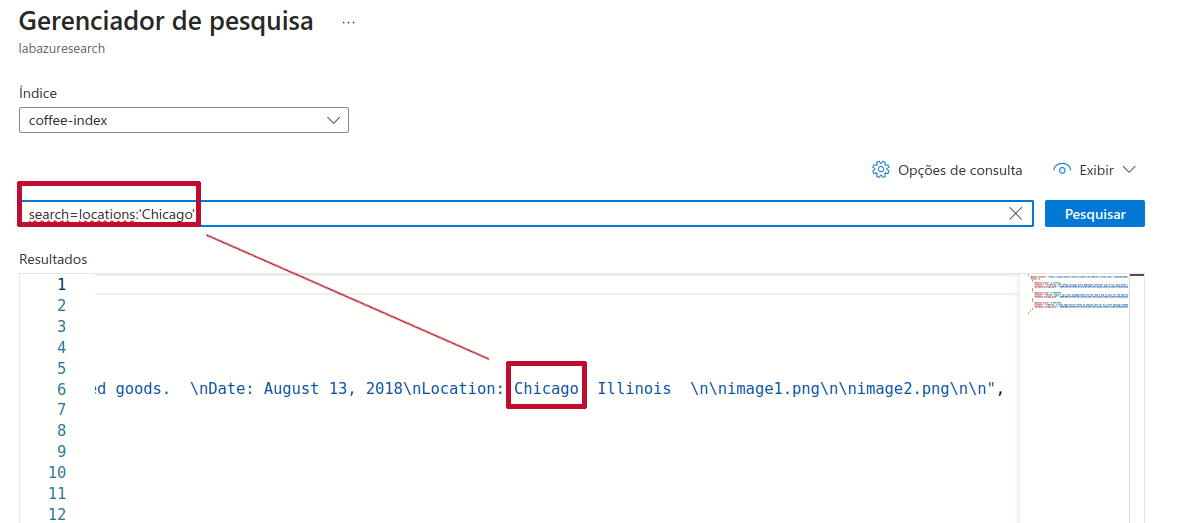 Gerenciador de pesquisa ...
labazuresearch
Índice
coffee-index
Opções de consulta
Exibir
search=locations:'Chicago'
Pesquisar
Resultados
1
2
3
4
5
6 ed goods.  \nDate: August 13, 2018\nLocation: Chicago  Illinois  \n\nimage1.png\n\nimage2.png\n\n",
7
8
9
10
11
12